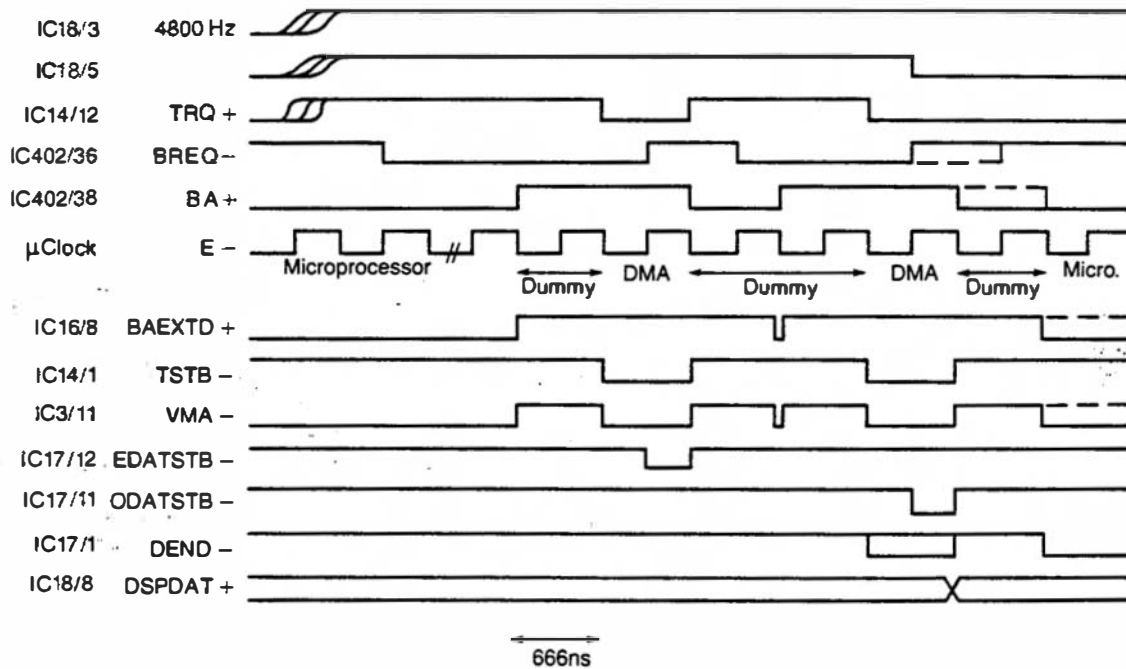 IC18/3 4800 Hz
IC18/5
IC14/12 TRQ +
IC402/36 BREQ −
IC402/38 BA +
μClock E −
Microprocessor // Dummy DMA Dummy DMA Dummy Micro.
IC16/8 BAEXTD +
IC14/1 TSTB −
IC3/11 VMA −
IC17/12 EDATSTB −
IC17/11 ODATSTB −
IC17/1 DEND −
IC18/8 DSPDAT +
666ns